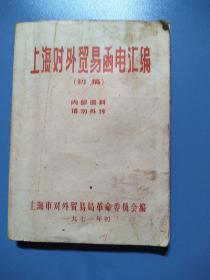 上海对外贸易函电汇编
(初稿)
内部资料
请勿外传
上海市对外贸易局革命委员会编
一九七一年初